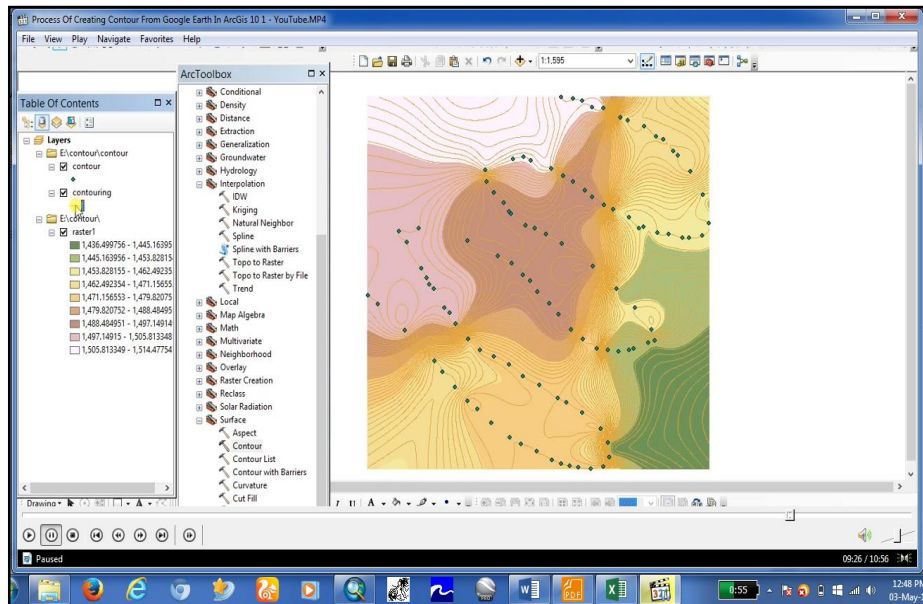 Process Of Creating Contour From Google Earth In ArcGis 10 1 - YouTube.MP4
File View Play Navigate Favorites Help
1:1.595
ArcToolbox
Conditional
Density
Distance
Extraction
Generalization
Groundwater
Hydrology
Interpolation
IDW
Kriging
Natural Neighbor
Spline
Spline with Barriers
Topo to Raster
Topo to Raster by File
Trend
Local
Map Algebra
Math
Multivariate
Neighborhood
Overlay
Raster Creation
Reclass
Solar Radiation
Surface
Aspect
Contour
Contour List
Contour with Barriers
Curvature
Cut Fill
Table Of Contents
Layers
E:\contour\contour
contour
contouring
E:\contour\
raster1
1,436.499756 - 1,445.16395
1,445.163956 - 1,453.82815
1,453.828155 - 1,462.49235
1,462.492354 - 1,471.15655
1,471.156553 - 1,479.82075
1,479.820752 - 1,488.48495
1,488.484951 - 1,497.14914
1,497.14915 - 1,505.813348
1,505.813349 - 1,514.47754
Drawing
A
I U A
Paused
09:26 / 10:56
W
PDF
X
321
0:55
12:48 PM
03-May-